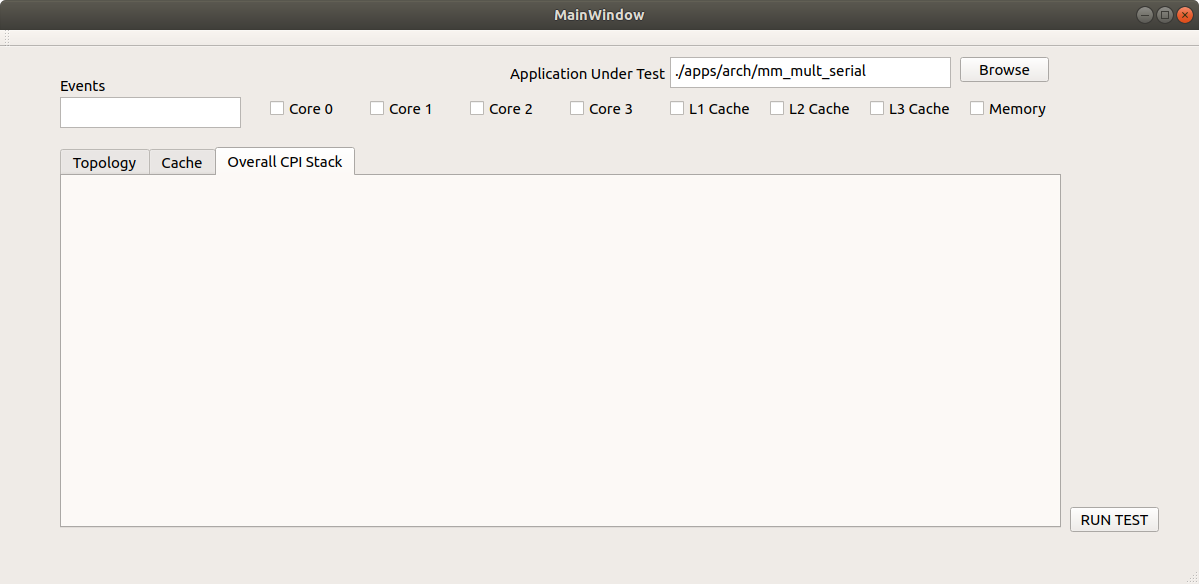 MainWindow
Application Under Test ./apps/arch/mm_mult_serial Browse
Events
Core 0 Core 1 Core 2 Core 3 L1 Cache L2 Cache L3 Cache Memory
Topology Cache Overall CPI Stack
RUN TEST